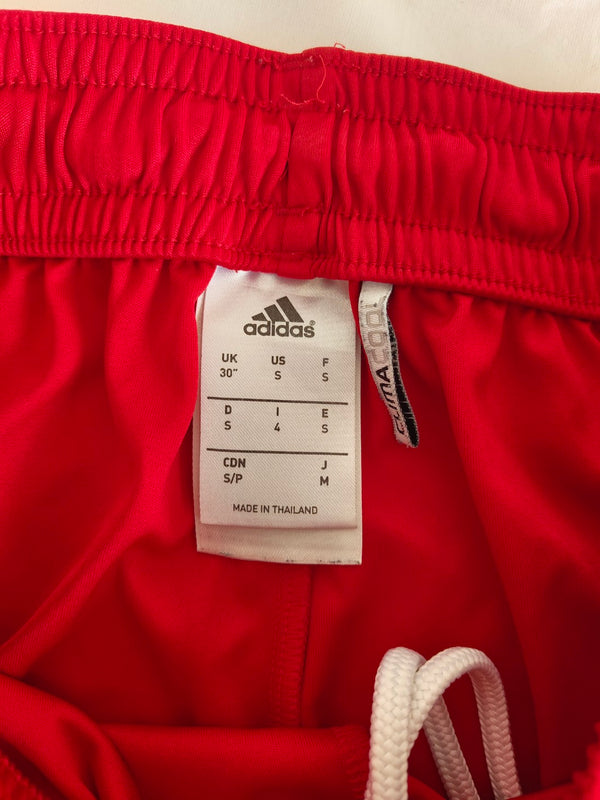 adidas
UK US F
30" S S
D I E
S 4 S
CDN J
S/P M
MADE IN THAILAND
CLIMACOOL